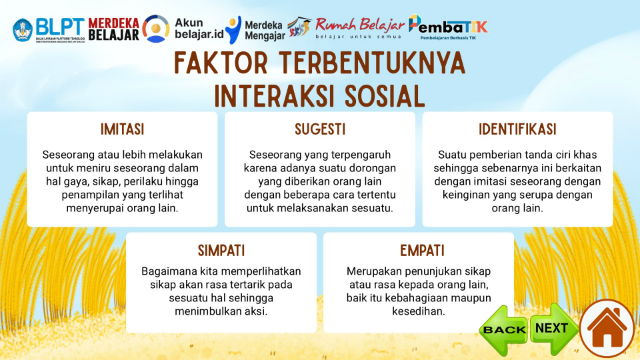 BLPT
MERDEKA
BELAJAR
Akun
belajar.id
Merdeka
Mengajar
Rumah Belajar
belajar untuk semua
PembaTIK
Pembelajaran Berbasis TIK
FAKTOR TERBENTUKNYA
INTERAKSI SOSIAL
IMITASI
Seseorang atau lebih melakukan
untuk meniru seseorang dalam
hal gaya, sikap, perilaku hingga
penampilan yang terlihat
menyerupai orang lain.
SUGESTI
Seseorang yang terpengaruh
karena adanya suatu dorongan
yang diberikan orang lain
dengan beberapa cara tertentu
untuk melaksanakan sesuatu.
IDENTIFIKASI
Suatu pemberian tanda ciri khas
sehingga sebenarnya ini berkaitan
dengan imitasi seseorang dengan
keinginan yang serupa dengan
orang lain.
SIMPATI
Bagaimana kita memperlihatkan
sikap akan rasa tertarik pada
sesuatu hal sehingga
menimbulkan aksi.
EMPATI
Merupakan penunjukan sikap
atau rasa kepada orang lain,
baik itu kebahagiaan maupun
kesedihan.
BACK
NEXT